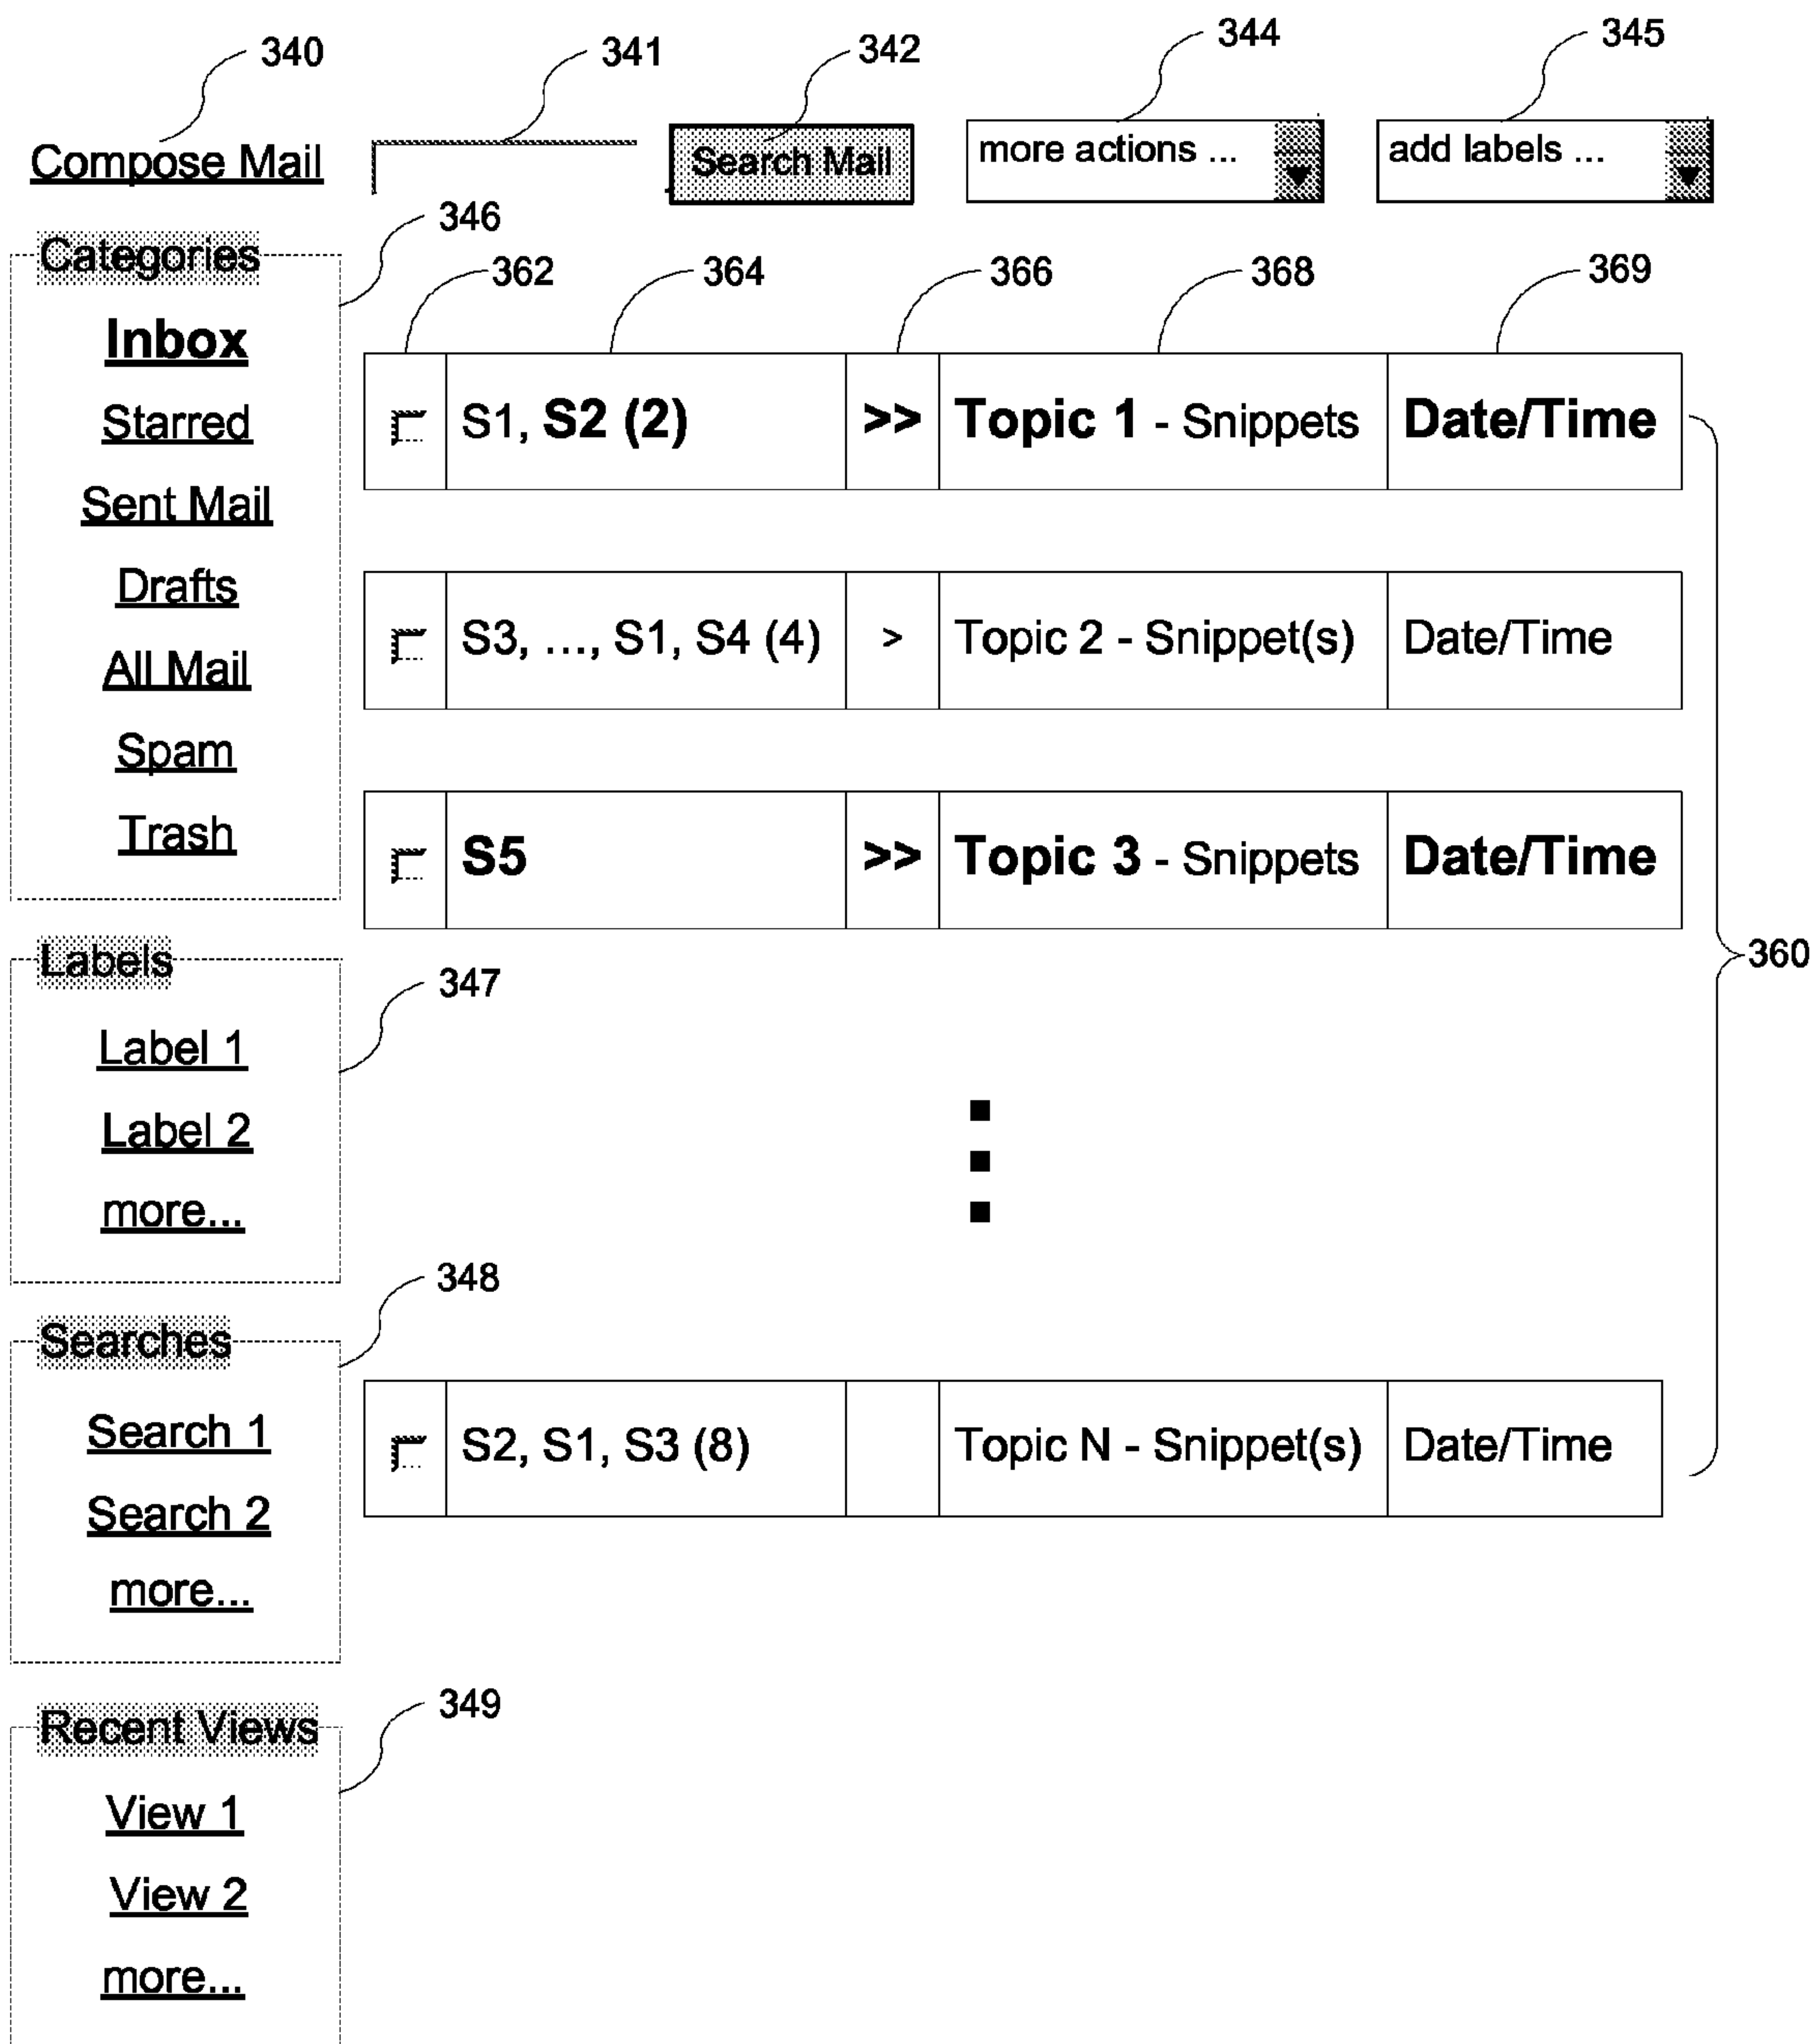 340 341 342 344 345
Compose Mail Search Mail more actions ... add labels ...
346
Categories
362 364 366 368 369
Inbox
Starred
Sent Mail
Drafts
All Mail
Spam
Trash
S1, S2 (2) >> Topic 1 - Snippets Date/Time
S3, ..., S1, S4 (4) > Topic 2 - Snippet(s) Date/Time
S5 >> Topic 3 - Snippets Date/Time
360
Labels
347
Label 1
Label 2
more...
348
Searches
Search 1
Search 2
more...
S2, S1, S3 (8) Topic N - Snippet(s) Date/Time
349
Recent Views
View 1
View 2
more...